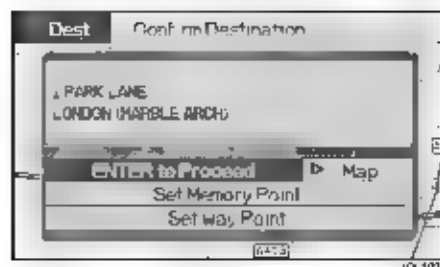 Dest Confirm Destination
, PARK LANE
LONDON (MARBLE ARCH)
ENTER to Proceed Map
Set Memory Point
Set Way Point